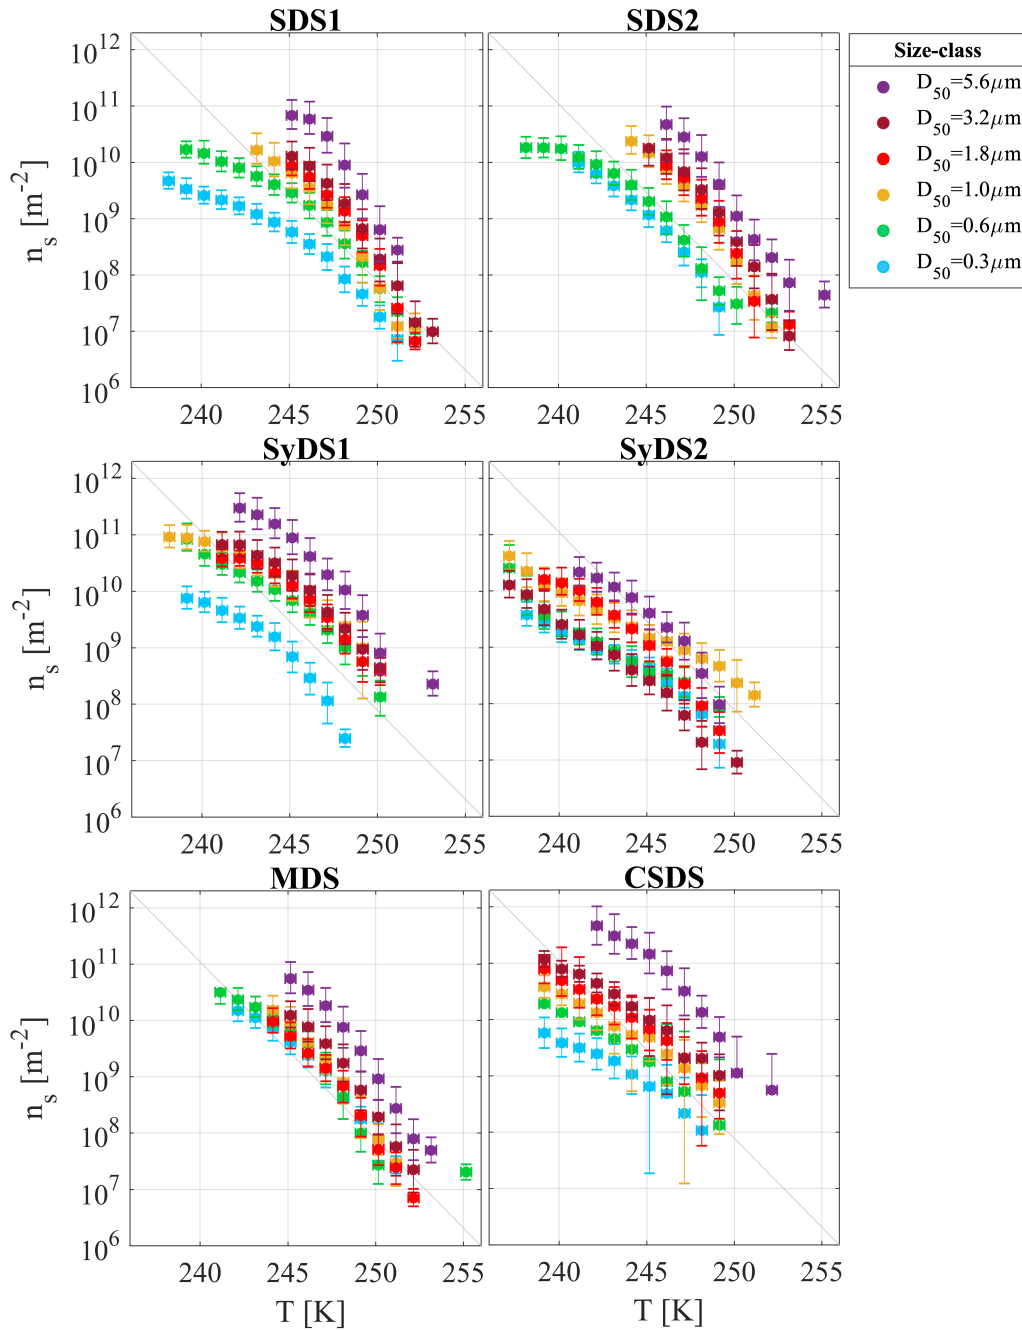 SDS1 SDS2
Size-class
D50=5.6μm
D50=3.2μm
D50=1.8μm
D50=1.0μm
D50=0.6μm
D50=0.3μm
10^12
10^11
10^10
10^9
10^8
10^7
10^6
n_s [m^-2]
240 245 250 255 240 245 250 255
SyDS1 SyDS2
10^12
10^11
10^10
10^9
10^8
10^7
10^6
n_s [m^-2]
240 245 250 255 240 245 250 255
MDS CSDS
10^12
10^11
10^10
10^9
10^8
10^7
10^6
n_s [m^-2]
240 245 250 255 240 245 250 255
T [K] T [K]